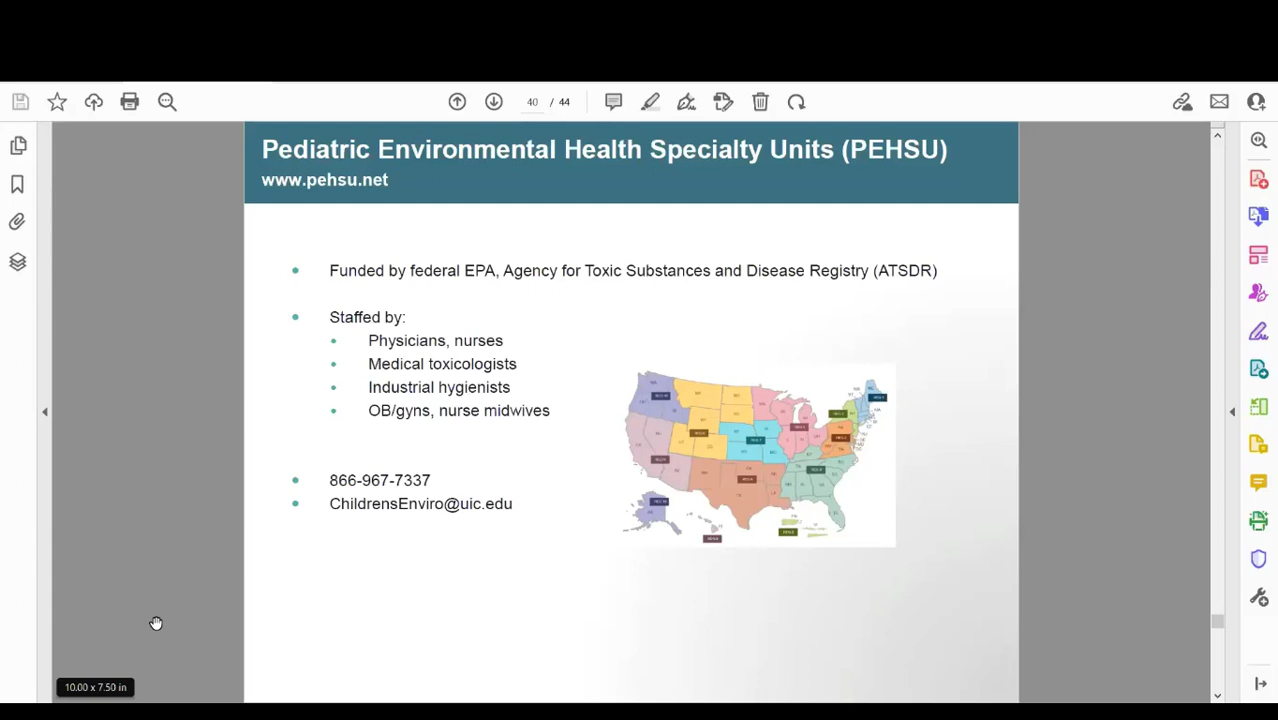 40 / 44
Pediatric Environmental Health Specialty Units (PEHSU)
www.pehsu.net
Funded by federal EPA, Agency for Toxic Substances and Disease Registry (ATSDR)
Staffed by:
Physicians, nurses
Medical toxicologists
Industrial hygienists
OB/gyns, nurse midwives
866-967-7337
ChildrensEnviro@uic.edu
10.00 x 7.50 in